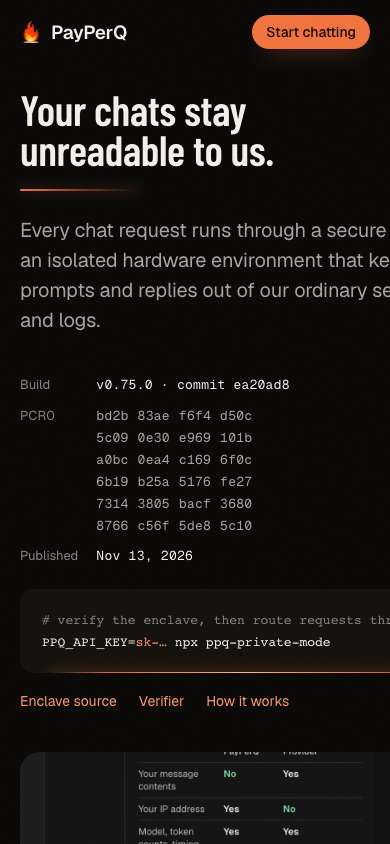 PayPerQ
Start chatting
Your chats stay
unreadable to us.
Every chat request runs through a secure
an isolated hardware environment that
prompts and replies out of our ordinary
and logs.
Build v0.75.0 · commit ea20ad8
PCR0 bd2b 83ae f6f4 d50c
5c09 0e30 e969 101b
a0bc 0ea4 c169 6f0c
6b19 b25a 5176 fe27
7314 3805 bacf 3680
8766 c56f 5de8 5c10
Published Nov 13, 2026
# verify the enclave, then route requests
PPQ_API_KEY=sk-… npx ppq-private-mode
Enclave source Verifier How it works
PayPerQ Provider
Your message No Yes
contents
Your IP address Yes No
Model, token Yes Yes
counts, timing